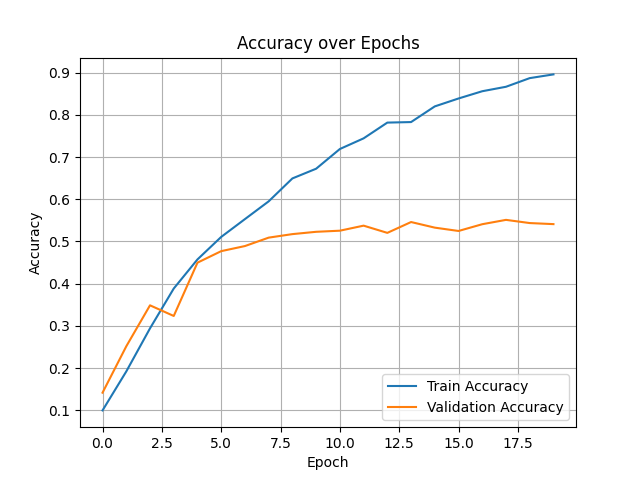 Accuracy over Epochs
Accuracy
0.9
0.8
0.7
0.6
0.5
0.4
0.3
0.2
0.1
Train Accuracy
Validation Accuracy
0.0 2.5 5.0 7.5 10.0 12.5 15.0 17.5
Epoch